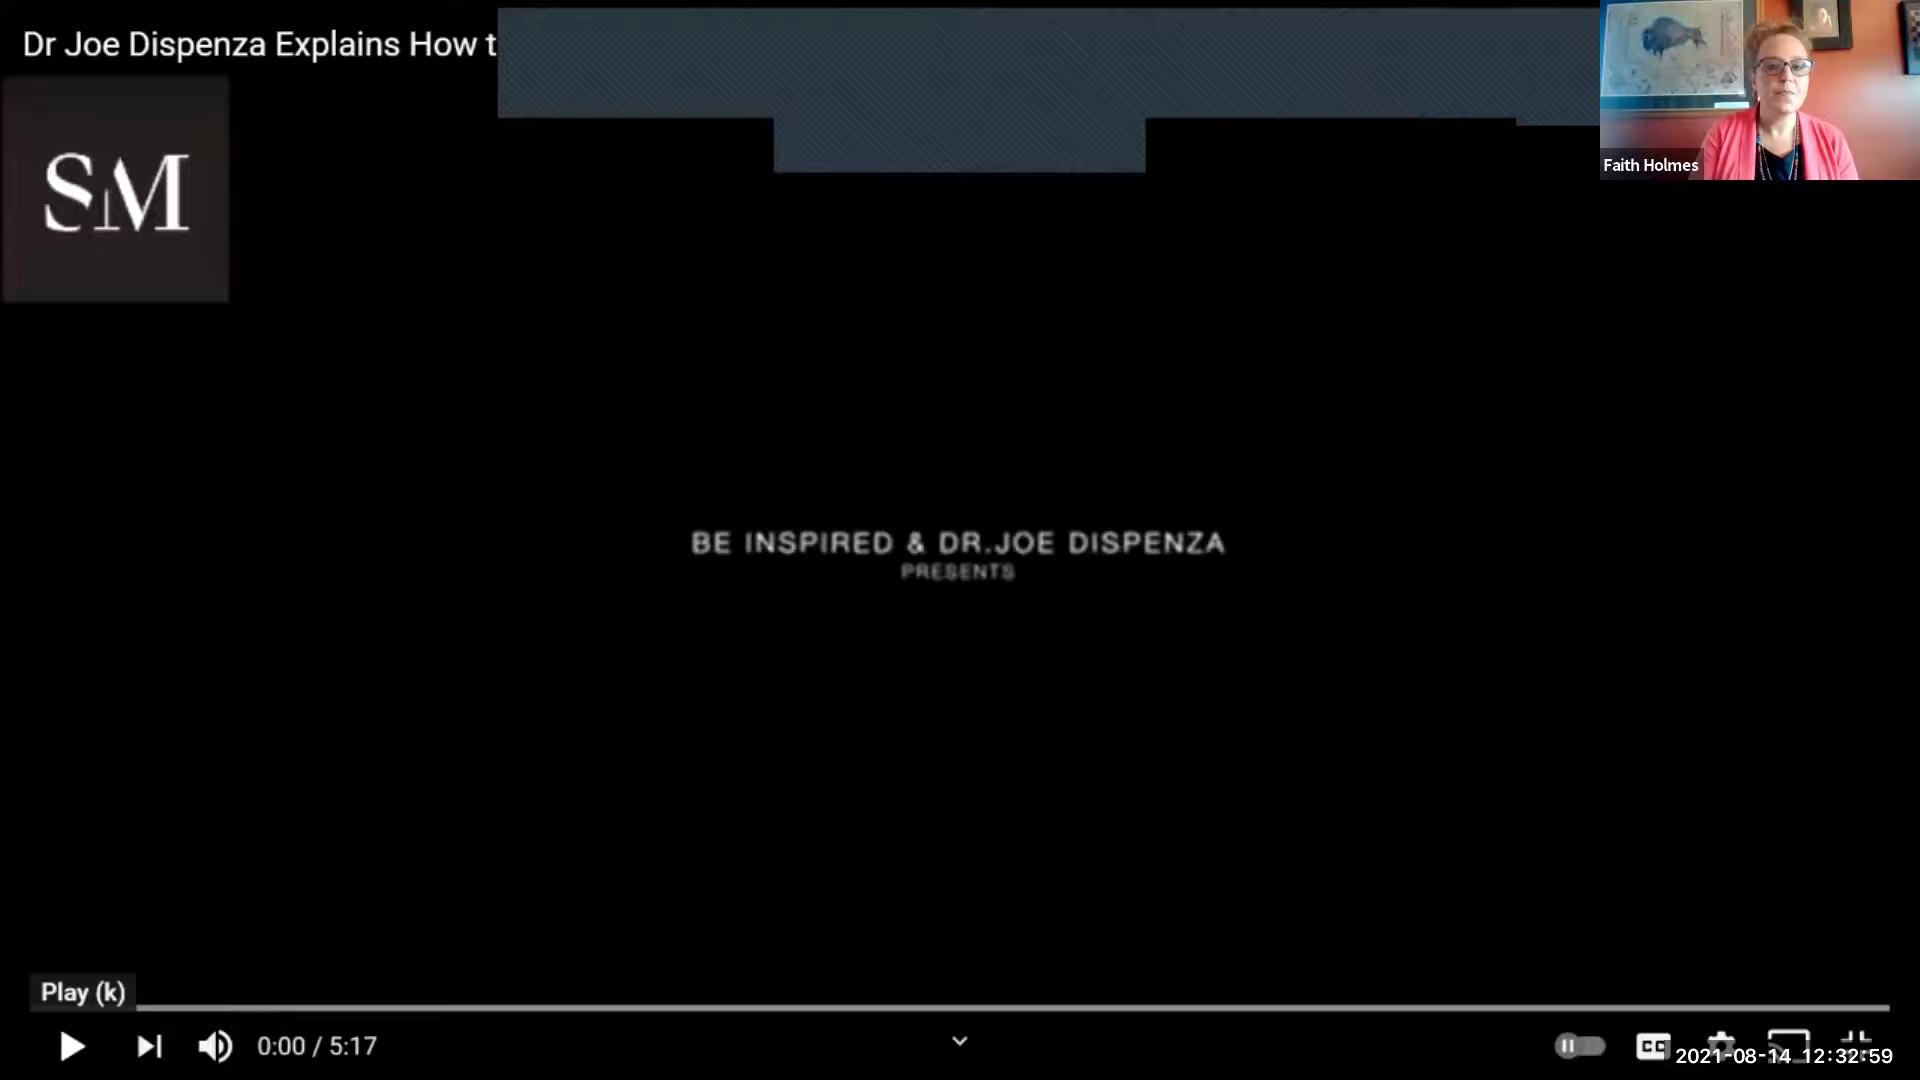 Dr Joe Dispenza Explains How t
SM
Faith Holmes
BE INSPIRED & DR.JOE DISPENZA
PRESENTS
Play (k)
0:00 / 5:17
CC
2021-08-14 12:32:59